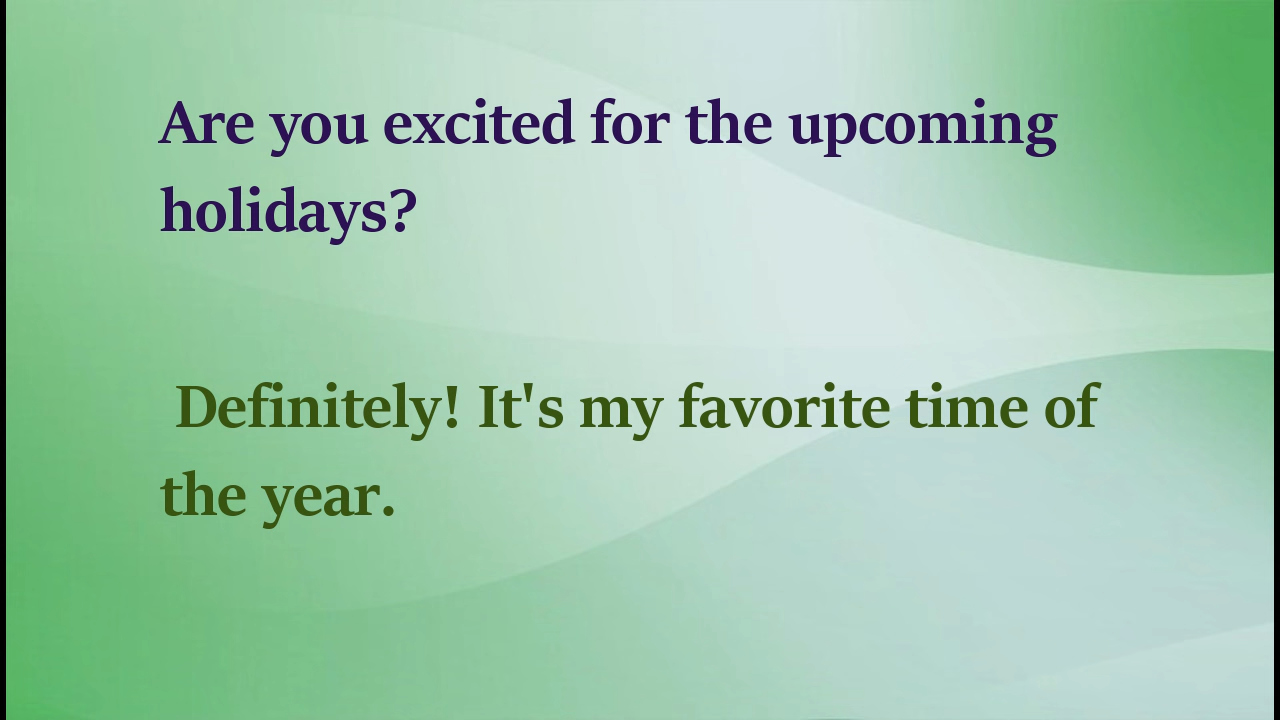 Are you excited for the upcoming
holidays?
Definitely! It's my favorite time of
the year.